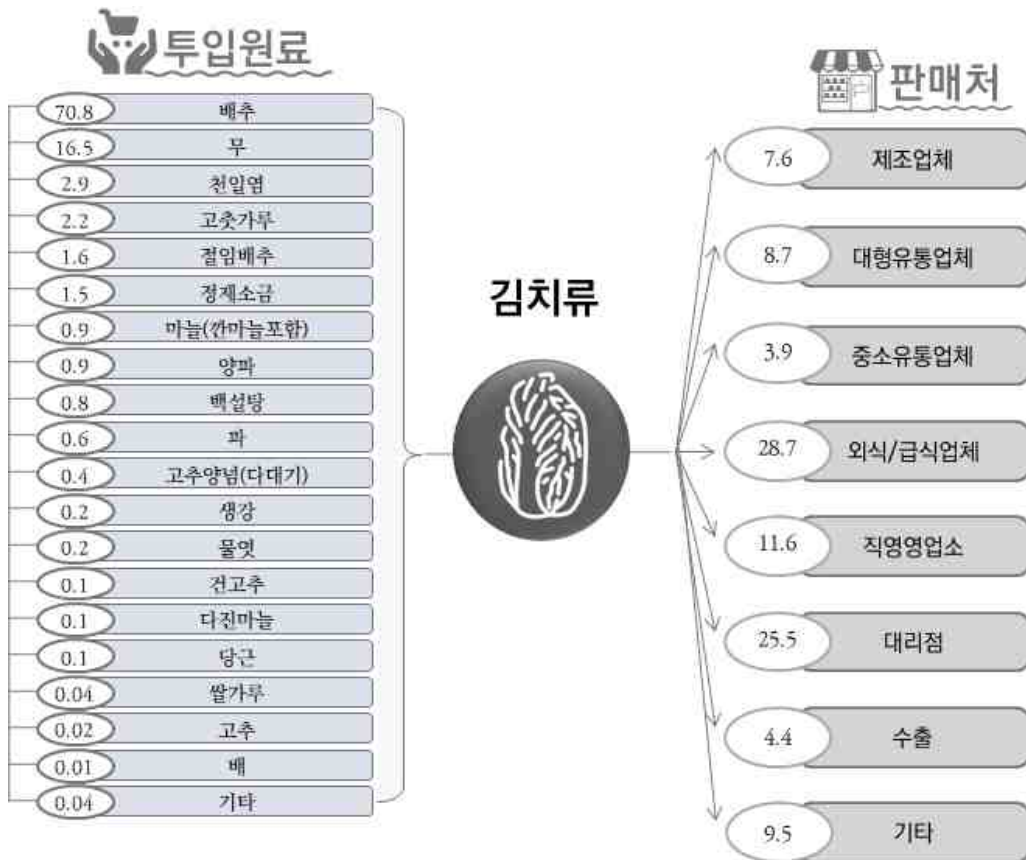 투입원료
70.8 배추
16.5 무
2.9 천일염
2.2 고춧가루
1.6 절임배추
1.5 정제소금
0.9 마늘(깐마늘포함)
0.9 양파
0.8 백설탕
0.6 파
0.4 고추양념(다대기)
0.2 생강
0.2 물엿
0.1 건고추
0.1 다진마늘
0.1 당근
0.04 쌀가루
0.02 고추
0.01 배
0.04 기타
김치류
판매처
7.6 제조업체
8.7 대형유통업체
3.9 중소유통업체
28.7 외식/급식업체
11.6 직영영업소
25.5 대리점
4.4 수출
9.5 기타